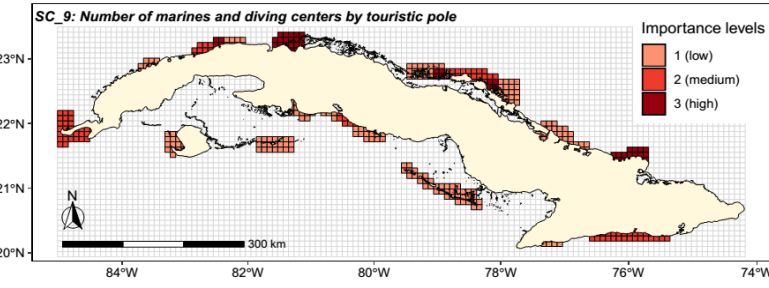 SC_9: Number of marines and diving centers by touristic pole
Importance levels
1 (low)
2 (medium)
3 (high)
23°N
22°N
21°N
20°N
N
300 km
84°W
82°W
80°W
78°W
76°W
74°W